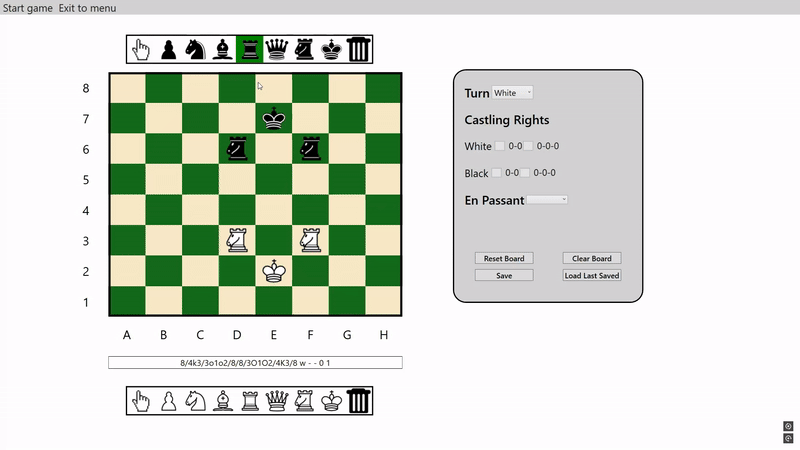 Start game Exit to menu
8
7
6
5
4
3
2
1
A B C D E F G H
8/4k3/3o1o2/8/8/3O1O2/4K3/8 w - - 0 1
Turn White
Castling Rights
White 0-0 0-0-0
Black 0-0 0-0-0
En Passant
Reset Board Clear Board
Save Load Last Saved